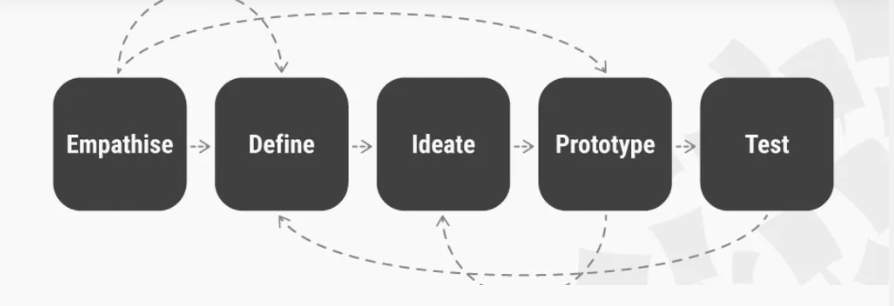 Empathise
Define
Ideate
Prototype
Test